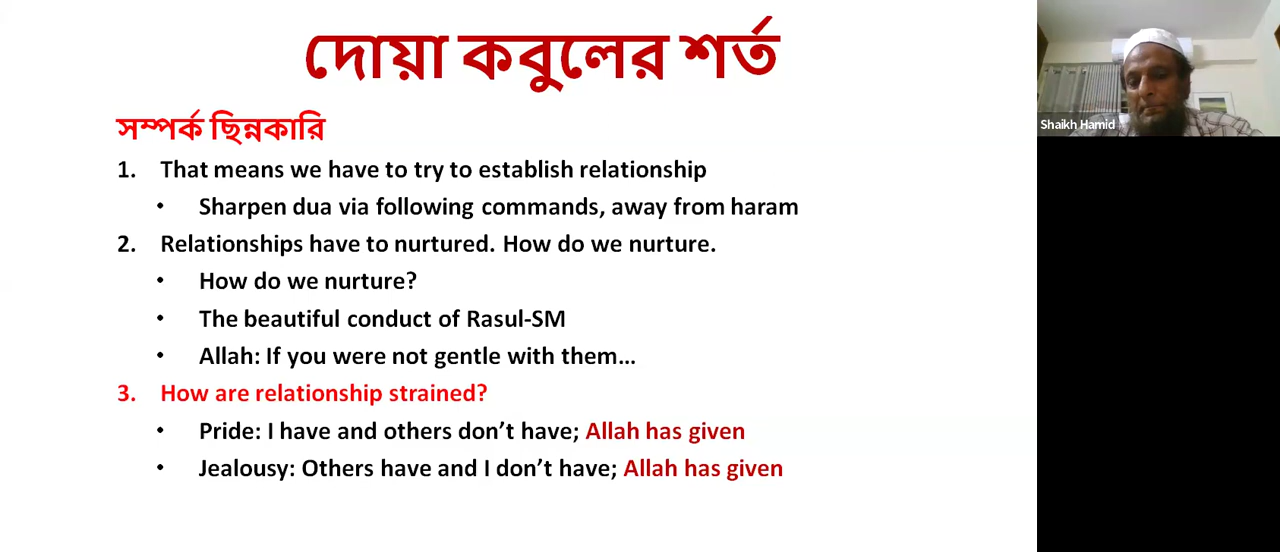 দোয়া কবুলের শর্ত
সম্পর্ক ছিন্নকারি
1. That means we have to try to establish relationship
• Sharpen dua via following commands, away from haram
2. Relationships have to nurtured. How do we nurture.
• How do we nurture?
• The beautiful conduct of Rasul-SM
• Allah: If you were not gentle with them…
3. How are relationship strained?
• Pride: I have and others don’t have; Allah has given
• Jealousy: Others have and I don’t have; Allah has given
Shaikh Hamid